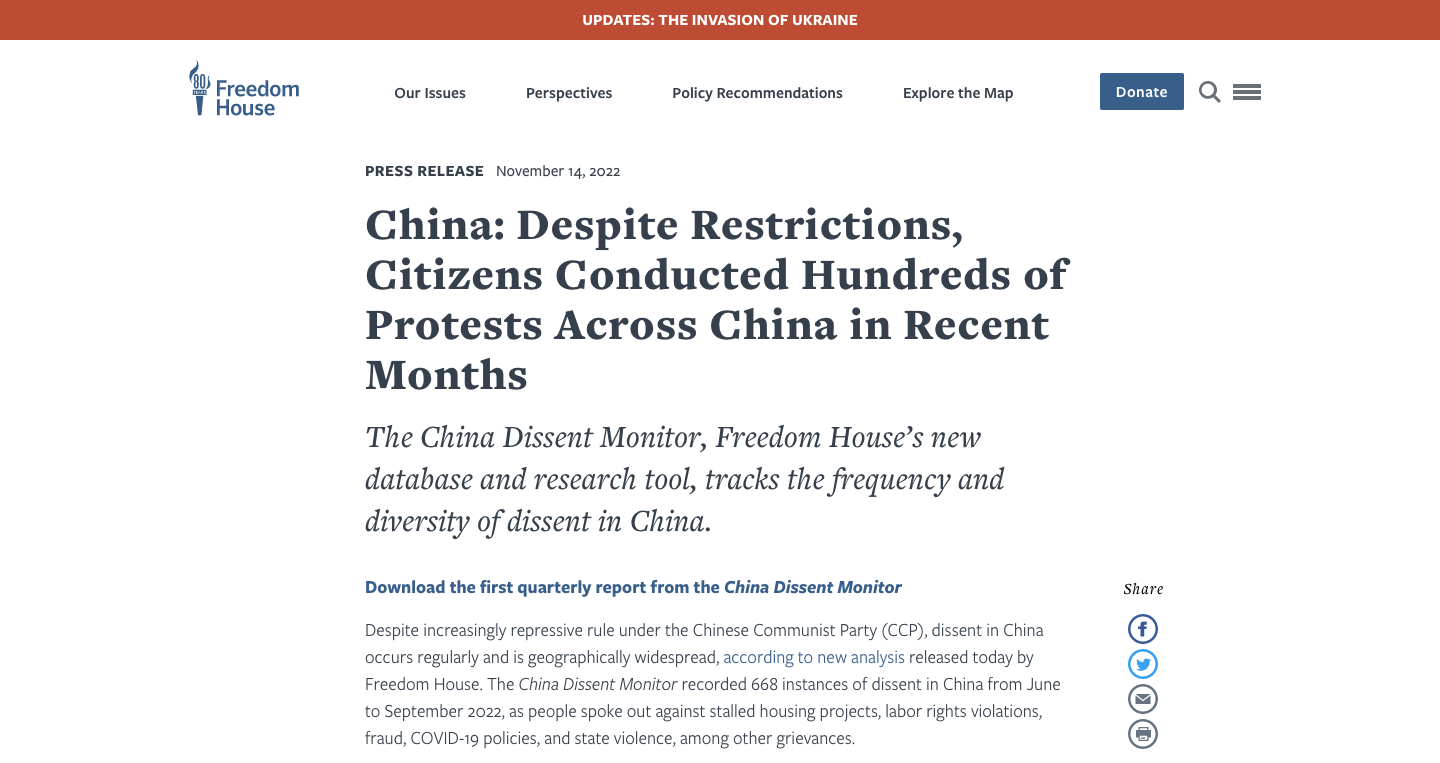 UPDATES: THE INVASION OF UKRAINE
80
Freedom
House
Our Issues
Perspectives
Policy Recommendations
Explore the Map
Donate
PRESS RELEASE November 14, 2022
China: Despite Restrictions,
Citizens Conducted Hundreds of
Protests Across China in Recent
Months
The China Dissent Monitor, Freedom House’s new
database and research tool, tracks the frequency and
diversity of dissent in China.
Download the first quarterly report from the China Dissent Monitor
Share
Despite increasingly repressive rule under the Chinese Communist Party (CCP), dissent in China
occurs regularly and is geographically widespread, according to new analysis released today by
Freedom House. The China Dissent Monitor recorded 668 instances of dissent in China from June
to September 2022, as people spoke out against stalled housing projects, labor rights violations,
fraud, COVID-19 policies, and state violence, among other grievances.